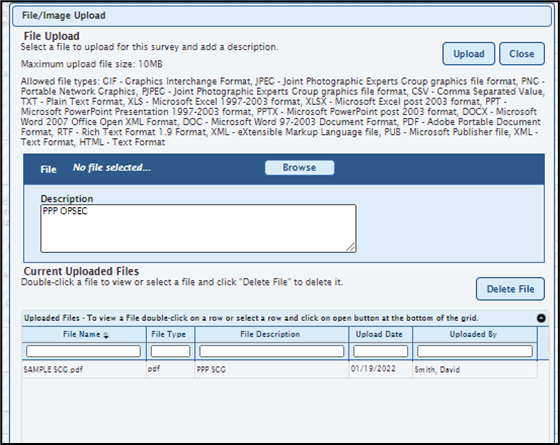 File/Image Upload
File Upload
Select a file to upload for this survey and add a description.
Upload
Close
Maximum upload file size: 10MB
Allowed file types: GIF - Graphics Interchange Format, JPEG - Joint Photographic Experts Group graphics file format, PNG -
Portable Network Graphics, PJPEG - Joint Photographic Experts Group graphics file format, CSV - Comma Separated Value,
TXT - Plain Text Format, XLS - Microsoft Excel 1997-2003 format, XLSX - Microsoft Excel post 2003 format, PPT -
Microsoft PowerPoint Presentation 1997-2003 format, PPTX - Microsoft PowerPoint post 2003 format, DOCX - Microsoft
Word 2007 Office Open XML Format, DOC - Microsoft Word 97-2003 Document Format, PDF - Adobe Portable Document
Format, RTF - Rich Text Format 1.9 Format, XML - eXtensible Markup Language file, PUB - Microsoft Publisher file, XML -
Text Format, HTML - Text Format
File No file selected... Browse
Description
PPP OPSEC
Current Uploaded Files
Double-click a file to view or select a file and click "Delete File" to delete it.
Delete File
Uploaded Files - To view a File double-click on a row or select a row and click on open button at the bottom of the grid.
File Name File Type File Description Upload Date Uploaded By
SAMPLE SCG.pdf pdf PPP SCG 01/19/2022 Smith, David